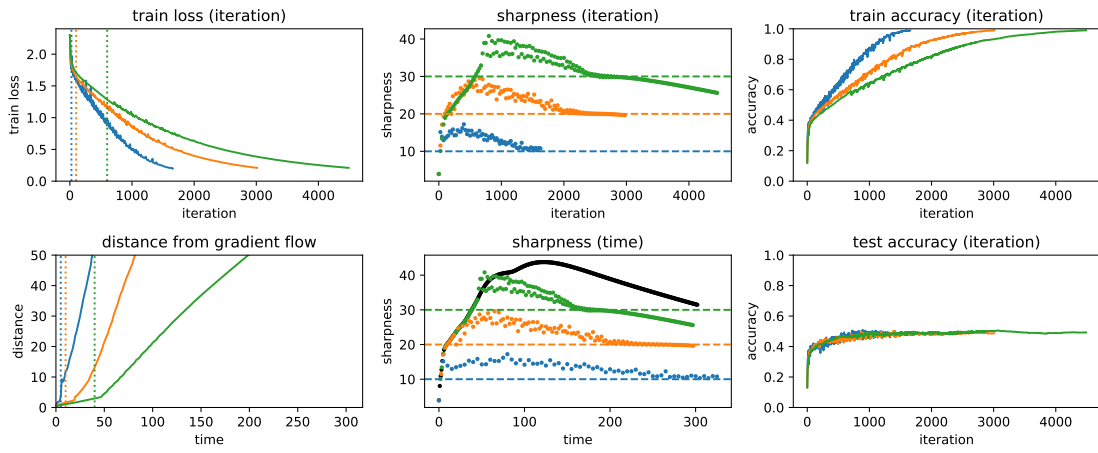 train loss (iteration)
train loss
2.0
1.5
1.0
0.5
0.0
0 1000 2000 3000 4000
iteration
sharpness (iteration)
sharpness
40
30
20
10
0 1000 2000 3000 4000
iteration
train accuracy (iteration)
accuracy
1.0
0.8
0.6
0.4
0.2
0.0
0 1000 2000 3000 4000
iteration
distance from gradient flow
distance
50
40
30
20
10
0
0 50 100 150 200 250 300
time
sharpness (time)
sharpness
40
30
20
10
0 50 100 150 200 250 300
time
test accuracy (iteration)
accuracy
1.0
0.8
0.6
0.4
0.2
0.0
0 1000 2000 3000 4000
iteration